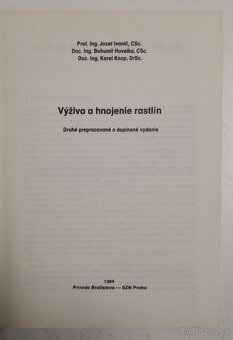 Prof. Ing. Jozef Ivanič, CSc.
Doc. Ing. Bohumil Havelka, CSc.
Doc. Ing. Karel Knop, DrSc.
Výživa a hnojenie rastlín
Druhé prepracované a doplnené vydanie
1984
Príroda Bratislava — SZN Praha